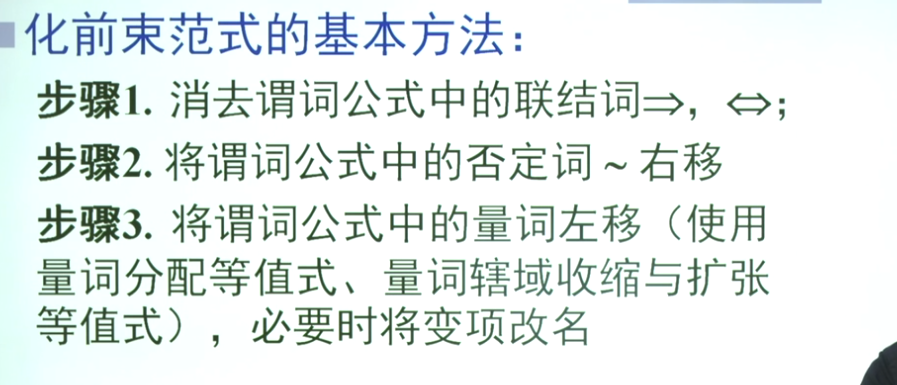 化前束范式的基本方法：
步骤1. 消去谓词公式中的联结词⇒，⇔；
步骤2. 将谓词公式中的否定词 ~ 右移
步骤3. 将谓词公式中的量词左移（使用
量词分配等值式、量词辖域收缩与扩张
等值式），必要时将变项改名